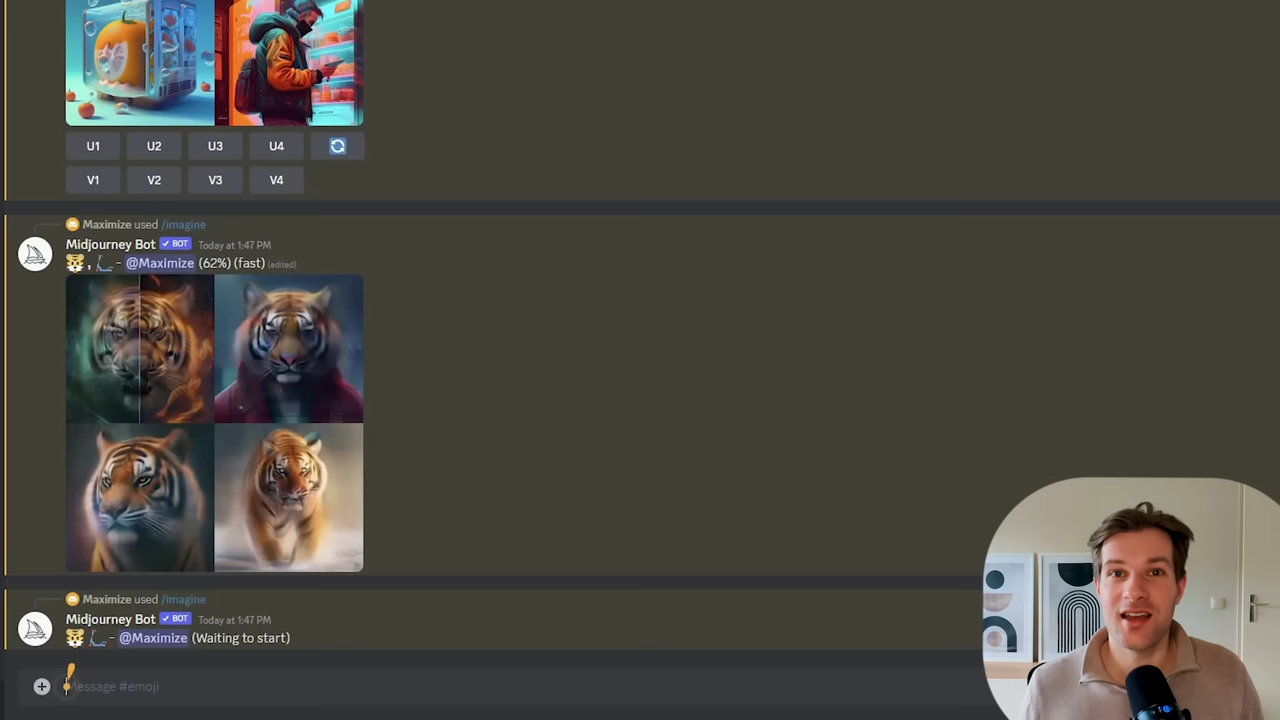 U1 U2 U3 U4
V1 V2 V3 V4
Maximize used /imagine
Midjourney Bot ✓ BOT Today at 1:47 PM
🐯, 🛴 - @Maximize (62%) (fast) (edited)
Maximize used /imagine
Midjourney Bot ✓ BOT Today at 1:47 PM
🐯 🛴 - @Maximize (Waiting to start)
Message #emoji